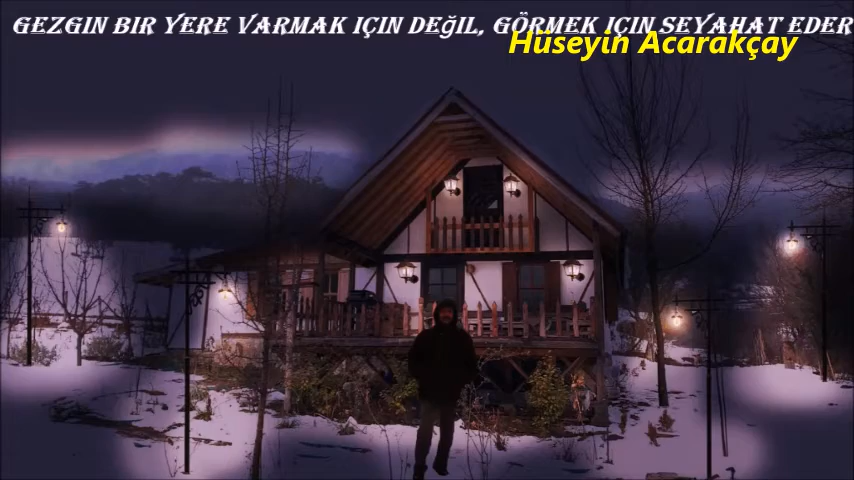 GEZGIN BIR YERE VARMAK IÇIN DEĞIL, GÖRMEK IÇIN SEYAHAT EDER
Hüseyin Acarakçay